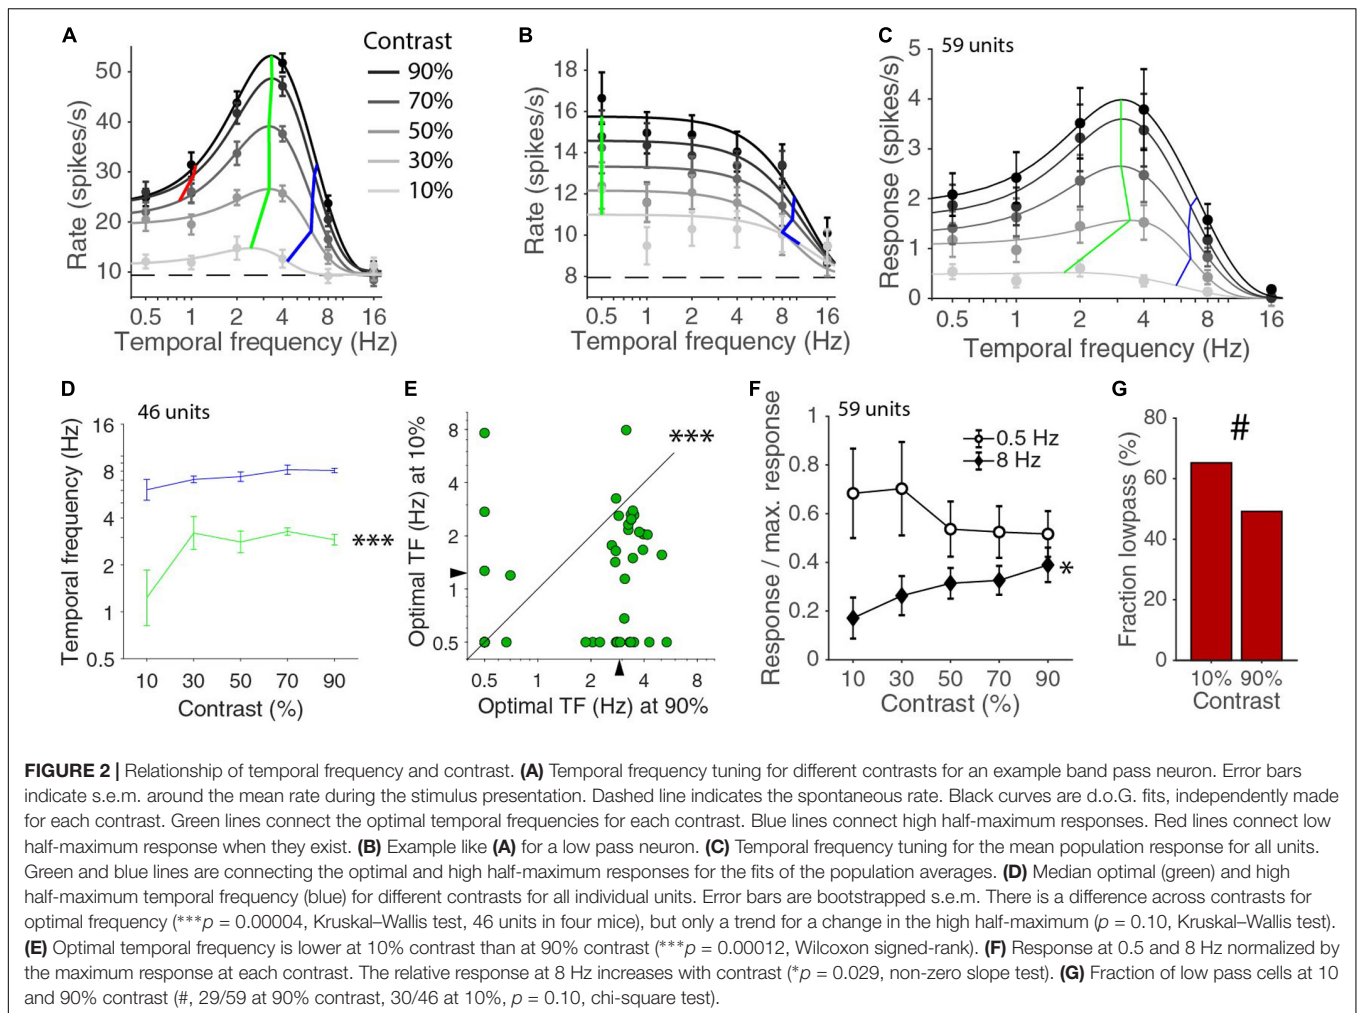 A
Contrast
90%
70%
50%
30%
10%
50
40
30
20
10
Rate (spikes/s)
0.5 1 2 4 8 16
Temporal frequency (Hz)
B
18
16
14
12
10
8
Rate (spikes/s)
0.5 1 2 4 8 16
Temporal frequency (Hz)
C
59 units
5
4
3
2
1
0
Response (spikes/s)
0.5 1 2 4 8 16
Temporal frequency (Hz)
D
46 units
16
8
4
2
1
0.5
Temporal frequency (Hz)
***
10 30 50 70 90
Contrast (%)
E
8
4
2
1
0.5
Optimal TF (Hz) at 10%
***
0.5 1 2 4 8
Optimal TF (Hz) at 90%
F
59 units
0.5 Hz
8 Hz
1
0.8
0.6
0.4
0.2
0
Response / max. response
*
10 30 50 70 90
Contrast (%)
G
80
60
40
20
0
Fraction lowpass (%)
#
10% 90%
Contrast
FIGURE 2 | Relationship of temporal frequency and contrast. (A) Temporal frequency tuning for different contrasts for an example band pass neuron. Error bars
indicate s.e.m. around the mean rate during the stimulus presentation. Dashed line indicates the spontaneous rate. Black curves are d.o.G. fits, independently made
for each contrast. Green lines connect the optimal temporal frequencies for each contrast. Blue lines connect high half-maximum responses. Red lines connect low
half-maximum response when they exist. (B) Example like (A) for a low pass neuron. (C) Temporal frequency tuning for the mean population response for all units.
Green and blue lines are connecting the optimal and high half-maximum responses for the fits of the population averages. (D) Median optimal (green) and high
half-maximum temporal frequency (blue) for different contrasts for all individual units. Error bars are bootstrapped s.e.m. There is a difference across contrasts for
optimal frequency (***p = 0.00004, Kruskal–Wallis test, 46 units in four mice), but only a trend for a change in the high half-maximum (p = 0.10, Kruskal–Wallis test).
(E) Optimal temporal frequency is lower at 10% contrast than at 90% contrast (***p = 0.00012, Wilcoxon signed-rank). (F) Response at 0.5 and 8 Hz normalized by
the maximum response at each contrast. The relative response at 8 Hz increases with contrast (*p = 0.029, non-zero slope test). (G) Fraction of low pass cells at 10
and 90% contrast (#, 29/59 at 90% contrast, 30/46 at 10%, p = 0.10, chi-square test).